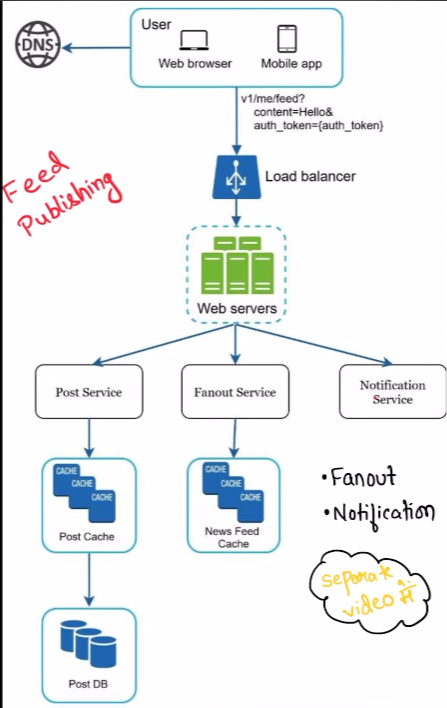 DNS
User
Web browser
Mobile app
v1/me/feed?
content=Hello&
auth_token={auth_token}
Load balancer
Feed
Publishing
Web servers
Post Service
Fanout Service
Notification
Service
CACHE
CACHE
CACHE
Post Cache
CACHE
CACHE
CACHE
News Feed
Cache
•Fanout
•Notification
video
Post DB